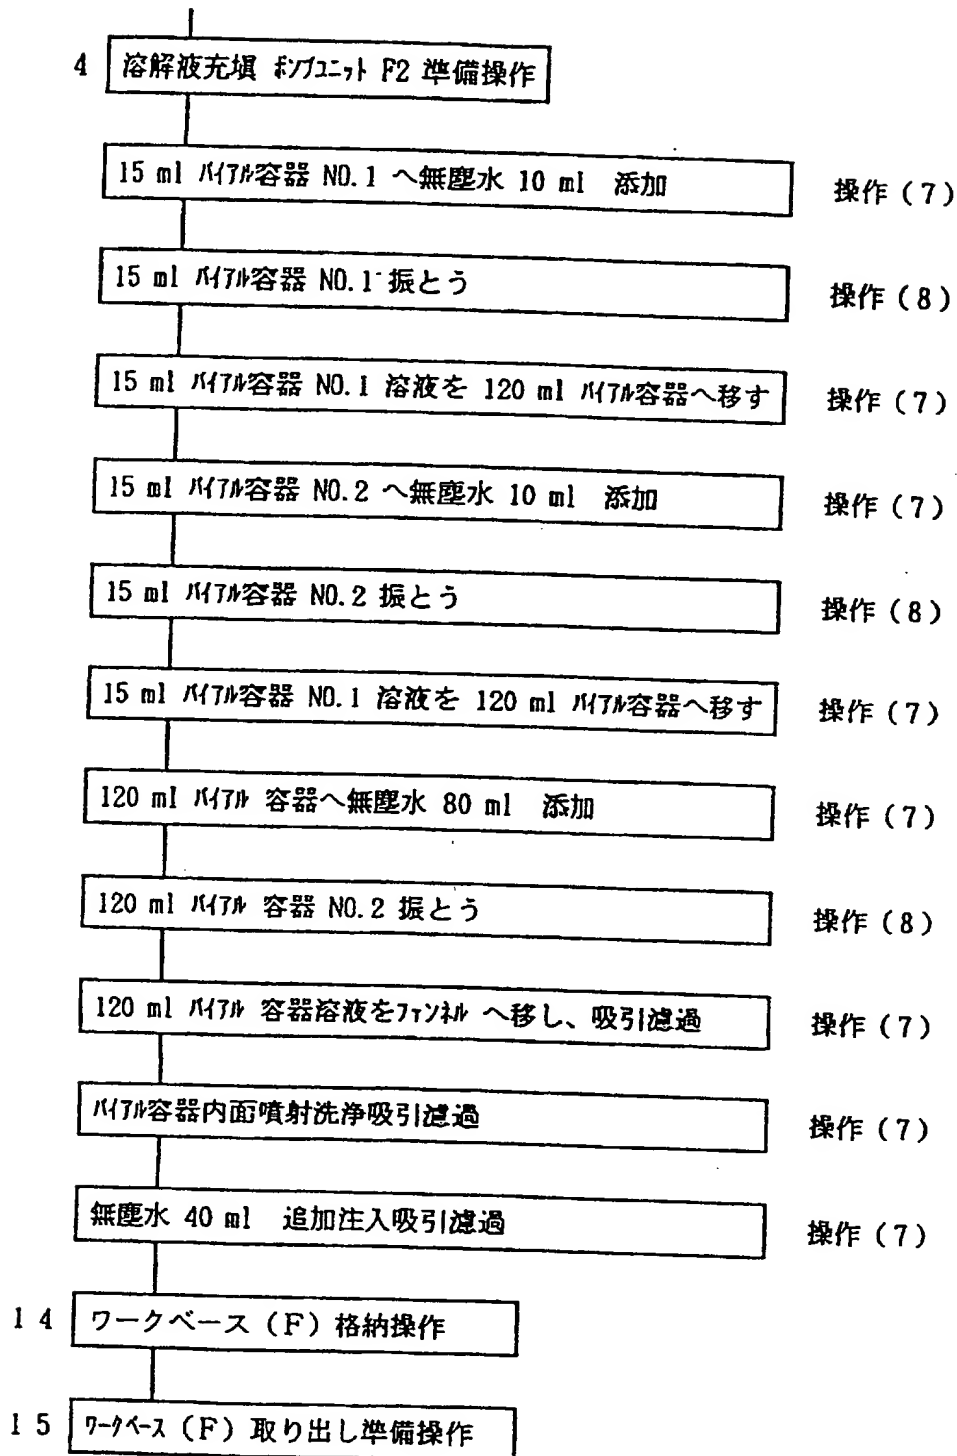 4 溶解液充填 ポンプユニット F2 準備操作
15 ml バイアル容器 NO.1 へ無塵水 10 ml 添加 操作(7)
15 ml バイアル容器 NO.1 振とう 操作(8)
15 ml バイアル容器 NO.1 溶液を 120 ml バイアル容器へ移す 操作(7)
15 ml バイアル容器 NO.2 へ無塵水 10 ml 添加 操作(7)
15 ml バイアル容器 NO.2 振とう 操作(8)
15 ml バイアル容器 NO.1 溶液を 120 ml バイアル容器へ移す 操作(7)
120 ml バイアル 容器へ無塵水 80 ml 添加 操作(7)
120 ml バイアル 容器 NO.2 振とう 操作(8)
120 ml バイアル 容器溶液をファンネル へ移し、吸引濾過 操作(7)
バイアル容器内面噴射洗浄吸引濾過 操作(7)
無塵水 40 ml 追加注入吸引濾過 操作(7)
14 ワークベース(F)格納操作
15 ワークベース(F)取り出し準備操作